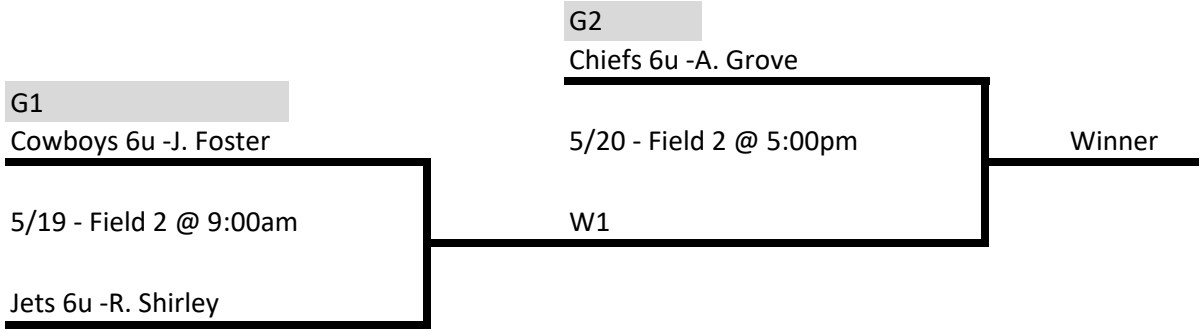 G2
Chiefs 6u -A. Grove
G1
Cowboys 6u -J. Foster
5/20 - Field 2 @ 5:00pm
Winner
5/19 - Field 2 @ 9:00am
W1
Jets 6u -R. Shirley